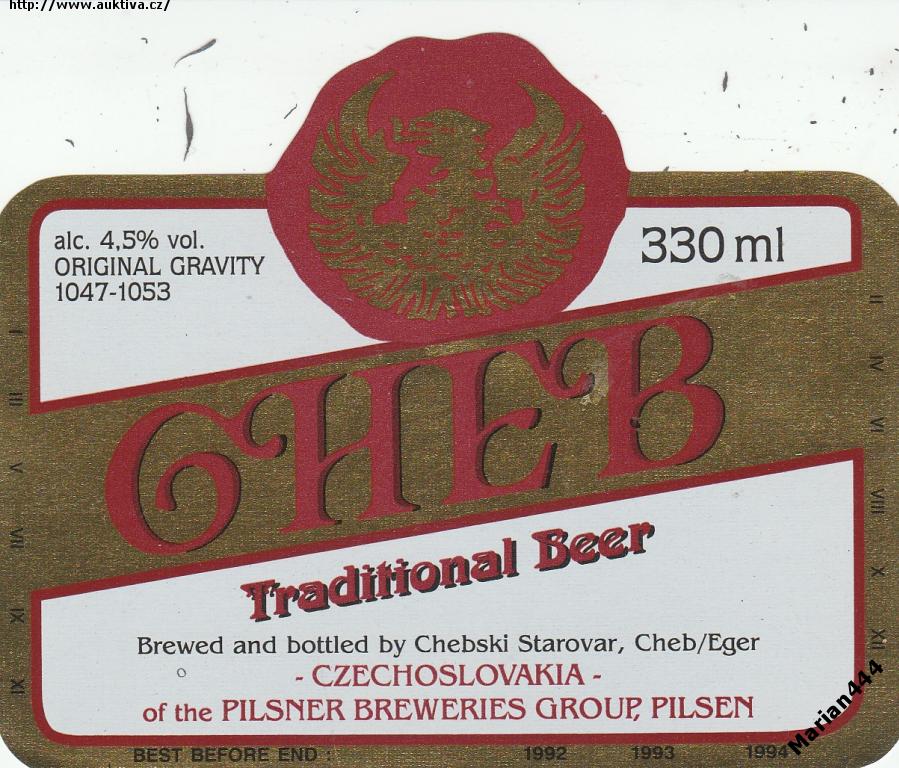 http://www.auktiva.cz/
alc. 4,5% vol.
ORIGINAL GRAVITY
1047-1053
330 ml
CHEB
Traditional Beer
Brewed and bottled by Chebski Starovar, Cheb/Eger
- CZECHOSLOVAKIA -
of the PILSNER BREWERIES GROUP, PILSEN
I III V VII IX XI
II IV VI VIII X XII
BEST BEFORE END : 1992 1993 1994
Marian444